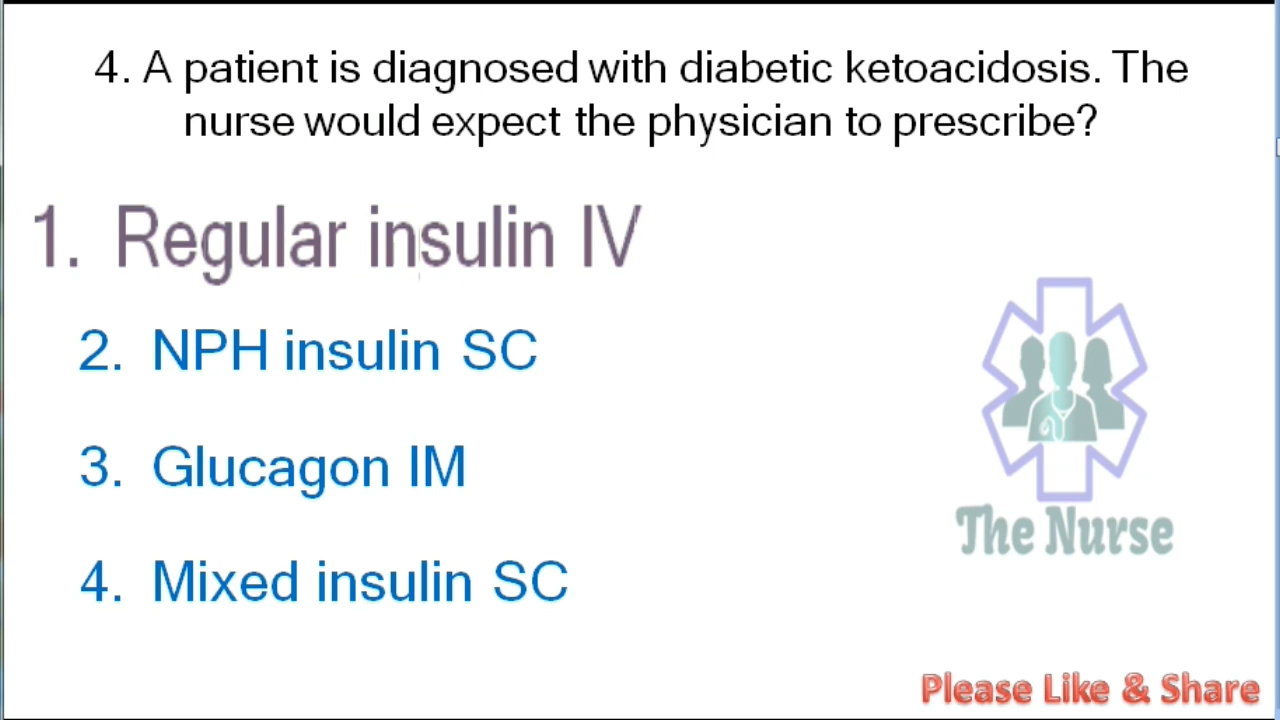 4. A patient is diagnosed with diabetic ketoacidosis. The
nurse would expect the physician to prescribe?
1. Regular insulin IV
2. NPH insulin SC
3. Glucagon IM
4. Mixed insulin SC
The Nurse
Please Like & Share